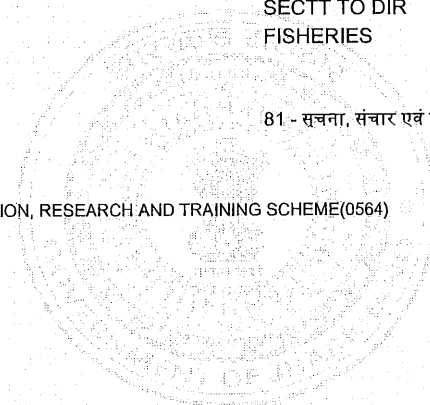 SECTT TO DIR
FISHERIES
81 - सूचना, संचार एवं
ION, RESEARCH AND TRAINING SCHEME(0564)